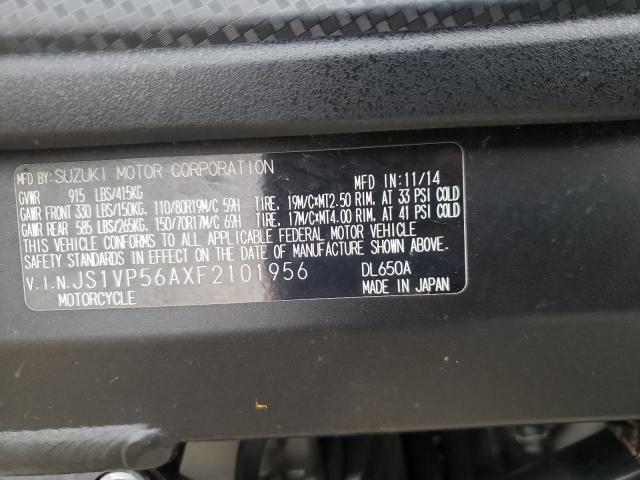 MFD BY:SUZUKI MOTOR CORPORATION MFD IN:11/14
GVWR 915 LBS/415KG
GAWR FRONT 330 LBS/150KG. 110/80R19M/C 59H TIRE. 19M/C×MT2.50 RIM. AT 33 PSI COLD
GAWR REAR 585 LBS/265KG. 150/70R17M/C 69H TIRE. 17M/C×MT4.00 RIM. AT 41 PSI COLD
THIS VEHICLE CONFORMS TO ALL APPLICABLE FEDERAL MOTOR VEHICLE
SAFETY STANDARDS IN EFFECT ON THE DATE OF MANUFACTURE SHOWN ABOVE.
V.I.N.JS1VP56AXF2101956 DL650A
MOTORCYCLE MADE IN JAPAN